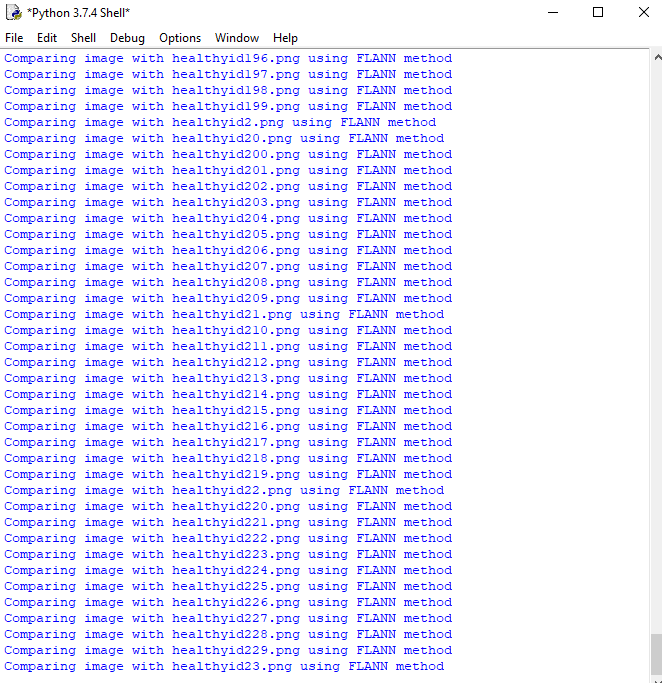 *Python 3.7.4 Shell*
File Edit Shell Debug Options Window Help
Comparing image with healthyid196.png using FLANN method
Comparing image with healthyid197.png using FLANN method
Comparing image with healthyid198.png using FLANN method
Comparing image with healthyid199.png using FLANN method
Comparing image with healthyid2.png using FLANN method
Comparing image with healthyid20.png using FLANN method
Comparing image with healthyid200.png using FLANN method
Comparing image with healthyid201.png using FLANN method
Comparing image with healthyid202.png using FLANN method
Comparing image with healthyid203.png using FLANN method
Comparing image with healthyid204.png using FLANN method
Comparing image with healthyid205.png using FLANN method
Comparing image with healthyid206.png using FLANN method
Comparing image with healthyid207.png using FLANN method
Comparing image with healthyid208.png using FLANN method
Comparing image with healthyid209.png using FLANN method
Comparing image with healthyid21.png using FLANN method
Comparing image with healthyid210.png using FLANN method
Comparing image with healthyid211.png using FLANN method
Comparing image with healthyid212.png using FLANN method
Comparing image with healthyid213.png using FLANN method
Comparing image with healthyid214.png using FLANN method
Comparing image with healthyid215.png using FLANN method
Comparing image with healthyid216.png using FLANN method
Comparing image with healthyid217.png using FLANN method
Comparing image with healthyid218.png using FLANN method
Comparing image with healthyid219.png using FLANN method
Comparing image with healthyid22.png using FLANN method
Comparing image with healthyid220.png using FLANN method
Comparing image with healthyid221.png using FLANN method
Comparing image with healthyid222.png using FLANN method
Comparing image with healthyid223.png using FLANN method
Comparing image with healthyid224.png using FLANN method
Comparing image with healthyid225.png using FLANN method
Comparing image with healthyid226.png using FLANN method
Comparing image with healthyid227.png using FLANN method
Comparing image with healthyid228.png using FLANN method
Comparing image with healthyid229.png using FLANN method
Comparing image with healthyid23.png using FLANN method